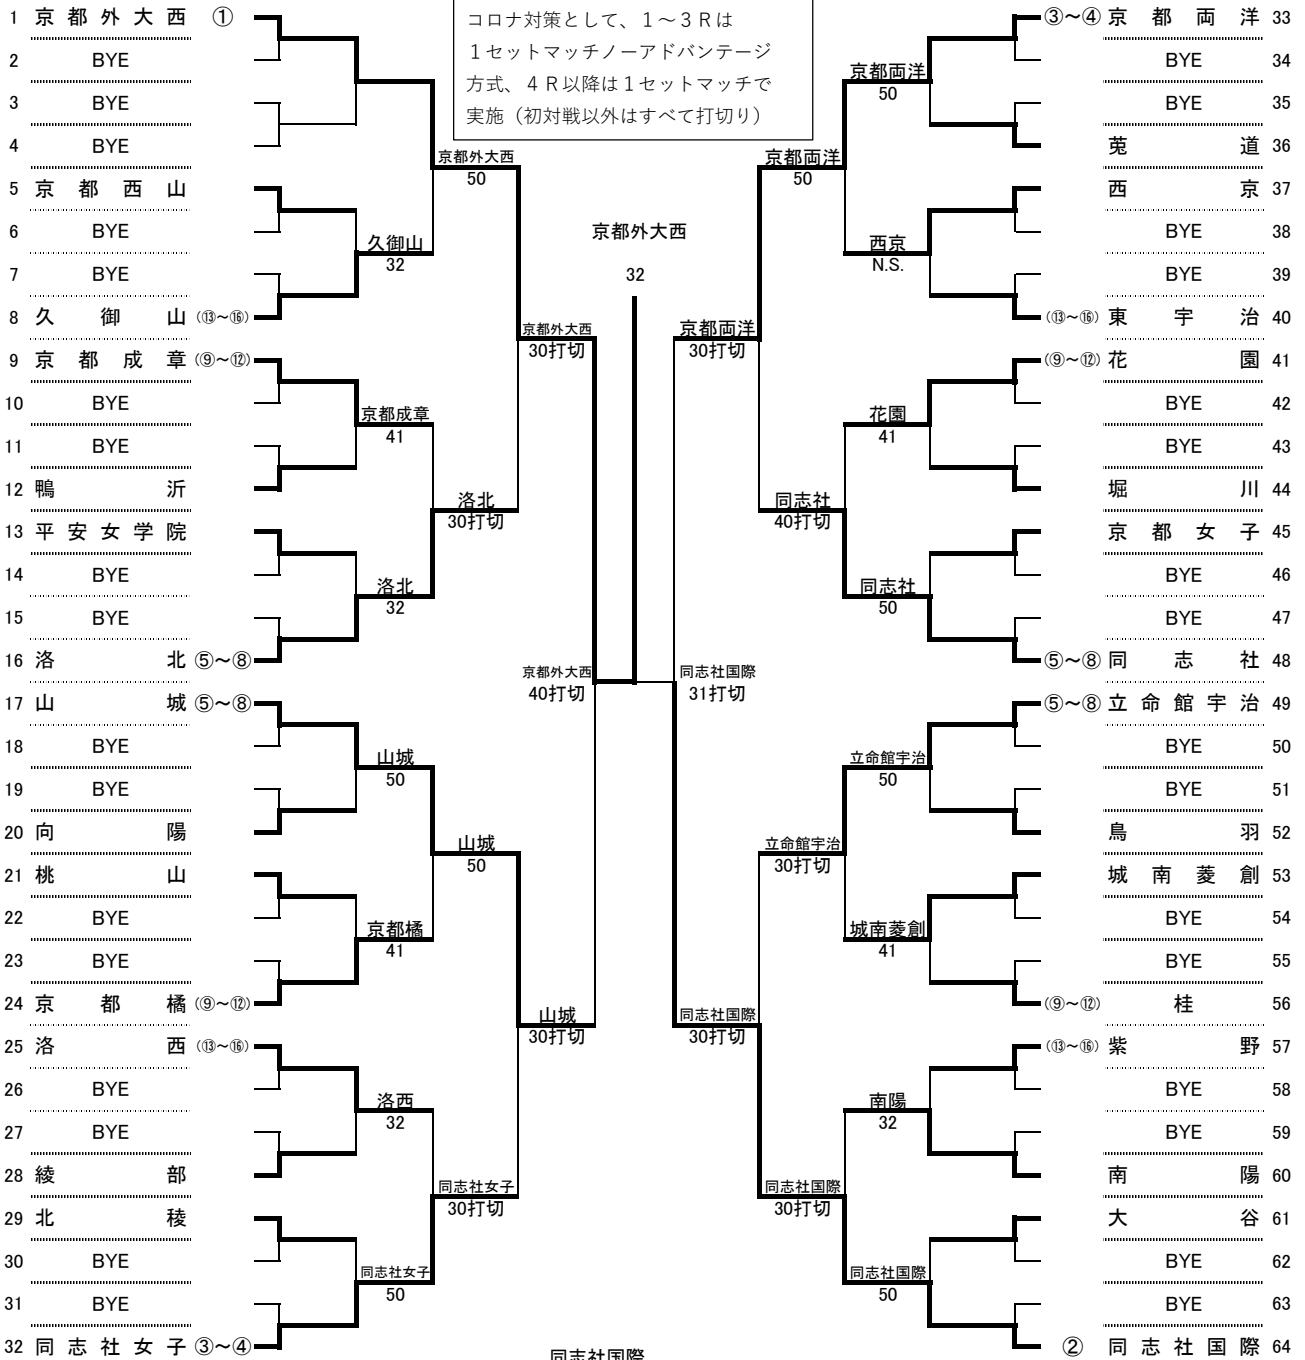 コロナ対策として、１～３Ｒは
１セットマッチノーアドバンテージ
方式、４Ｒ以降は１セットマッチで
実施（初対戦以外はすべて打切り）
1 京都外大西 ①
2 BYE
3 BYE
4 BYE
5 京都西山
6 BYE
7 BYE
8 久御山 (⑬～⑯)
9 京都成章 (⑨～⑫)
10 BYE
11 BYE
12 鴨沂
13 平安女学院
14 BYE
15 BYE
16 洛北 ⑤～⑧
17 山城 ⑤～⑧
18 BYE
19 BYE
20 向陽
21 桃山
22 BYE
23 BYE
24 京都橘 (⑨～⑫)
25 洛西 (⑬～⑯)
26 BYE
27 BYE
28 綾部
29 北稜
30 BYE
31 BYE
32 同志社女子 ③～④
久御山
32
京都成章
41
洛北
32
山城
50
京都橘
41
洛西
32
同志社女子
50
京都外大西
50
洛北
30打切
山城
50
同志社女子
30打切
京都外大西
30打切
山城
30打切
京都外大西
40打切
京都外大西
32
同志社国際
31打切
京都両洋
30打切
同志社国際
30打切
京都両洋
50
同志社
40打切
立命館宇治
30打切
同志社国際
30打切
京都両洋
50
西京
N.S.
花園
41
同志社
50
立命館宇治
50
城南菱創
41
南陽
32
同志社国際
50
③～④ 京都両洋 33
BYE 34
BYE 35
莵道 36
西京 37
BYE 38
BYE 39
(⑬～⑯) 東宇治 40
(⑨～⑫) 花園 41
BYE 42
BYE 43
堀川 44
京都女子 45
BYE 46
BYE 47
⑤～⑧ 同志社 48
⑤～⑧ 立命館宇治 49
BYE 50
BYE 51
鳥羽 52
城南菱創 53
BYE 54
BYE 55
(⑨～⑫) 桂 56
(⑬～⑯) 紫野 57
BYE 58
BYE 59
南陽 60
大谷 61
BYE 62
BYE 63
② 同志社国際 64
同志社国際